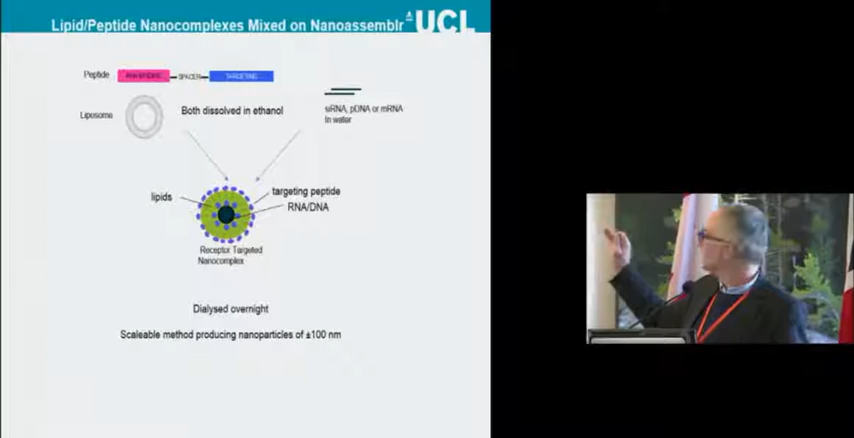 Lipid/Peptide Nanocomplexes Mixed on Nanoassemblr
UCL
Peptide
RNA BINDING
SPACER
TARGETING
Liposome
Both dissolved in ethanol
siRNA, pDNA or mRNA
In water
lipids
targeting peptide
RNA/DNA
Receptor Targeted
Nanocomplex
Dialysed overnight
Scaleable method producing nanoparticles of ±100 nm